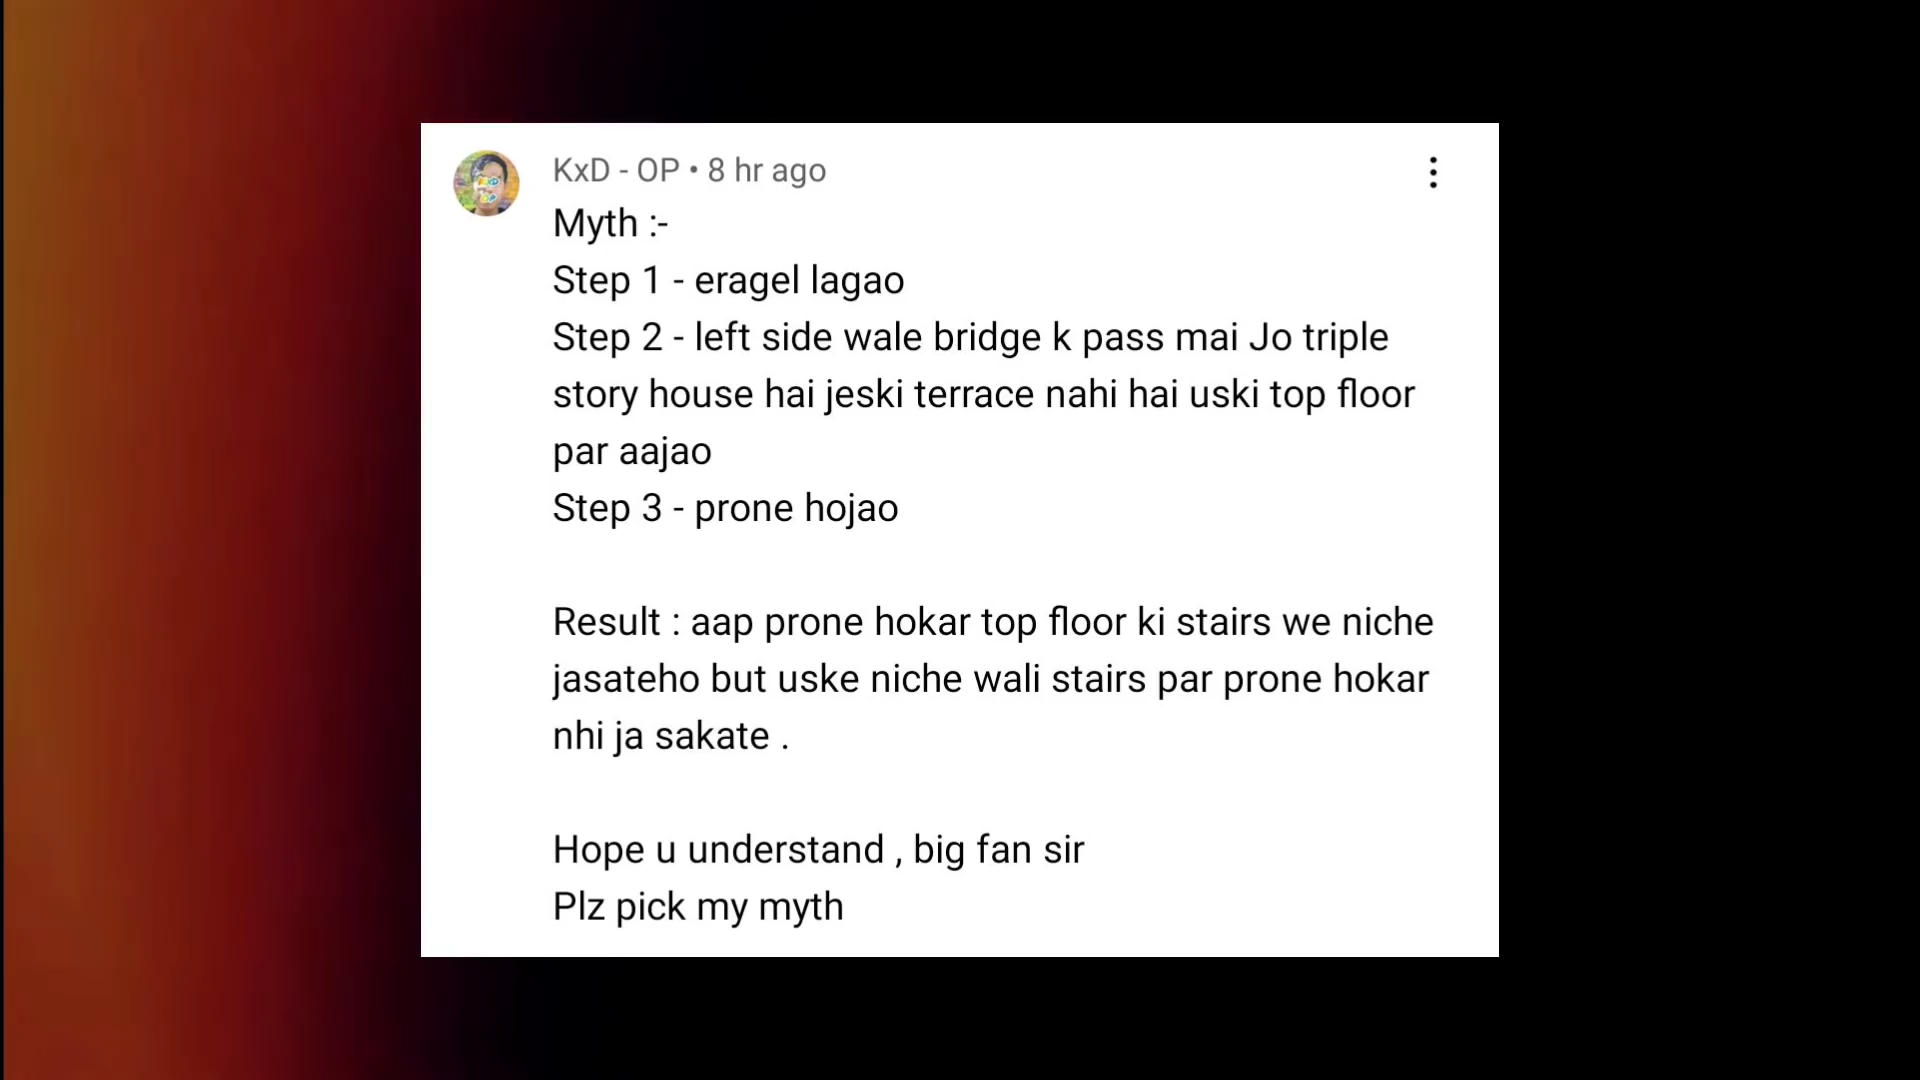 KxD - OP • 8 hr ago
Myth :-
Step 1 - eragel lagao
Step 2 - left side wale bridge k pass mai Jo triple
story house hai jeski terrace nahi hai uski top floor
par aajao
Step 3 - prone hojao
Result : aap prone hokar top floor ki stairs we niche
jasateho but uske niche wali stairs par prone hokar
nhi ja sakate .
Hope u understand , big fan sir
Plz pick my myth